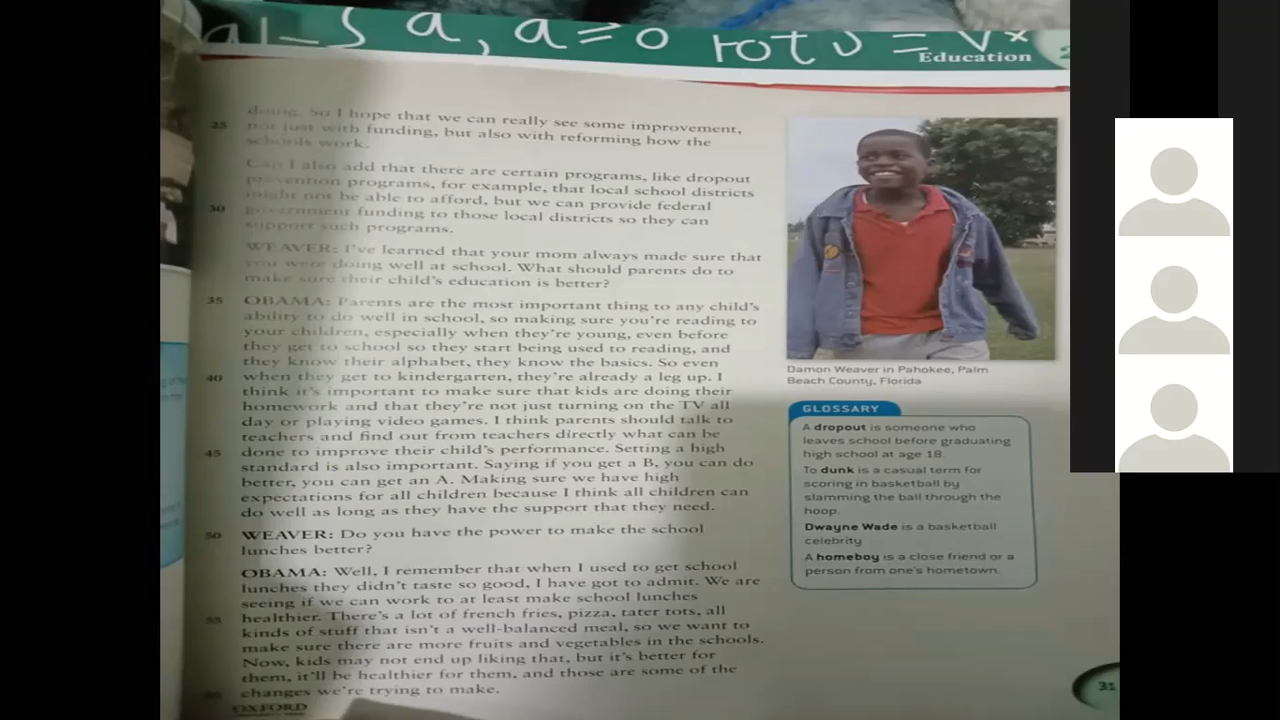 a, a=0
Education
doing. So I hope that we can really see some improvement,
25 not just with funding, but also with reforming how the
schools work.
Can I also add that there are certain programs, like dropout
prevention programs, for example, that local school districts
might not be able to afford, but we can provide federal
30 government funding to those local districts so they can
support such programs.
WEAVER: I've learned that your mom always made sure that
you were doing well at school. What should parents do to
make sure their child's education is better?
35 OBAMA: Parents are the most important thing to any child's
ability to do well in school, so making sure you're reading to
your children, especially when they're young, even before
they get to school so they start being used to reading, and
they know their alphabet, they know the basics. So even
40 when they get to kindergarten, they're already a leg up. I
think it's important to make sure that kids are doing their
homework and that they're not just turning on the TV all
day or playing video games. I think parents should talk to
teachers and find out from teachers directly what can be
45 done to improve their child's performance. Setting a high
standard is also important. Saying if you get a B, you can do
better, you can get an A. Making sure we have high
expectations for all children because I think all children can
do well as long as they have the support that they need.
50 WEAVER: Do you have the power to make the school
lunches better?
OBAMA: Well, I remember that when I used to get school
lunches they didn't taste so good, I have got to admit. We are
seeing if we can work to at least make school lunches
55 healthier. There's a lot of french fries, pizza, tater tots, all
kinds of stuff that isn't a well-balanced meal, so we want to
make sure there are more fruits and vegetables in the schools.
Now, kids may not end up liking that, but it's better for
them, it'll be healthier for them, and those are some of the
60 changes we're trying to make.
OXFORD
Damon Weaver in Pahokee, Palm
Beach County, Florida
GLOSSARY
A dropout is someone who
leaves school before graduating
high school at age 18.
To dunk is a casual term for
scoring in basketball by
slamming the ball through the
hoop.
Dwayne Wade is a basketball
celebrity
A homeboy is a close friend or a
person from one's hometown.
31